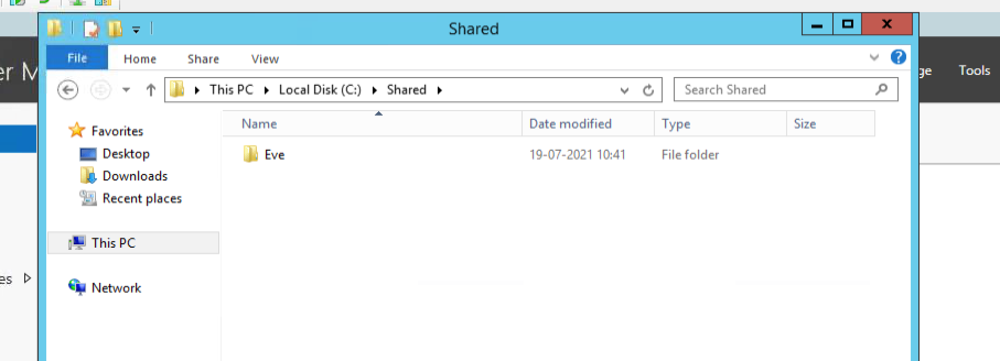 Shared
File Home Share View
er M
ge Tools
This PC Local Disk (C:) Shared
Search Shared
Name Date modified Type Size
Favorites
Eve 19-07-2021 10:41 File folder
Desktop
Downloads
Recent places
This PC
es
Network